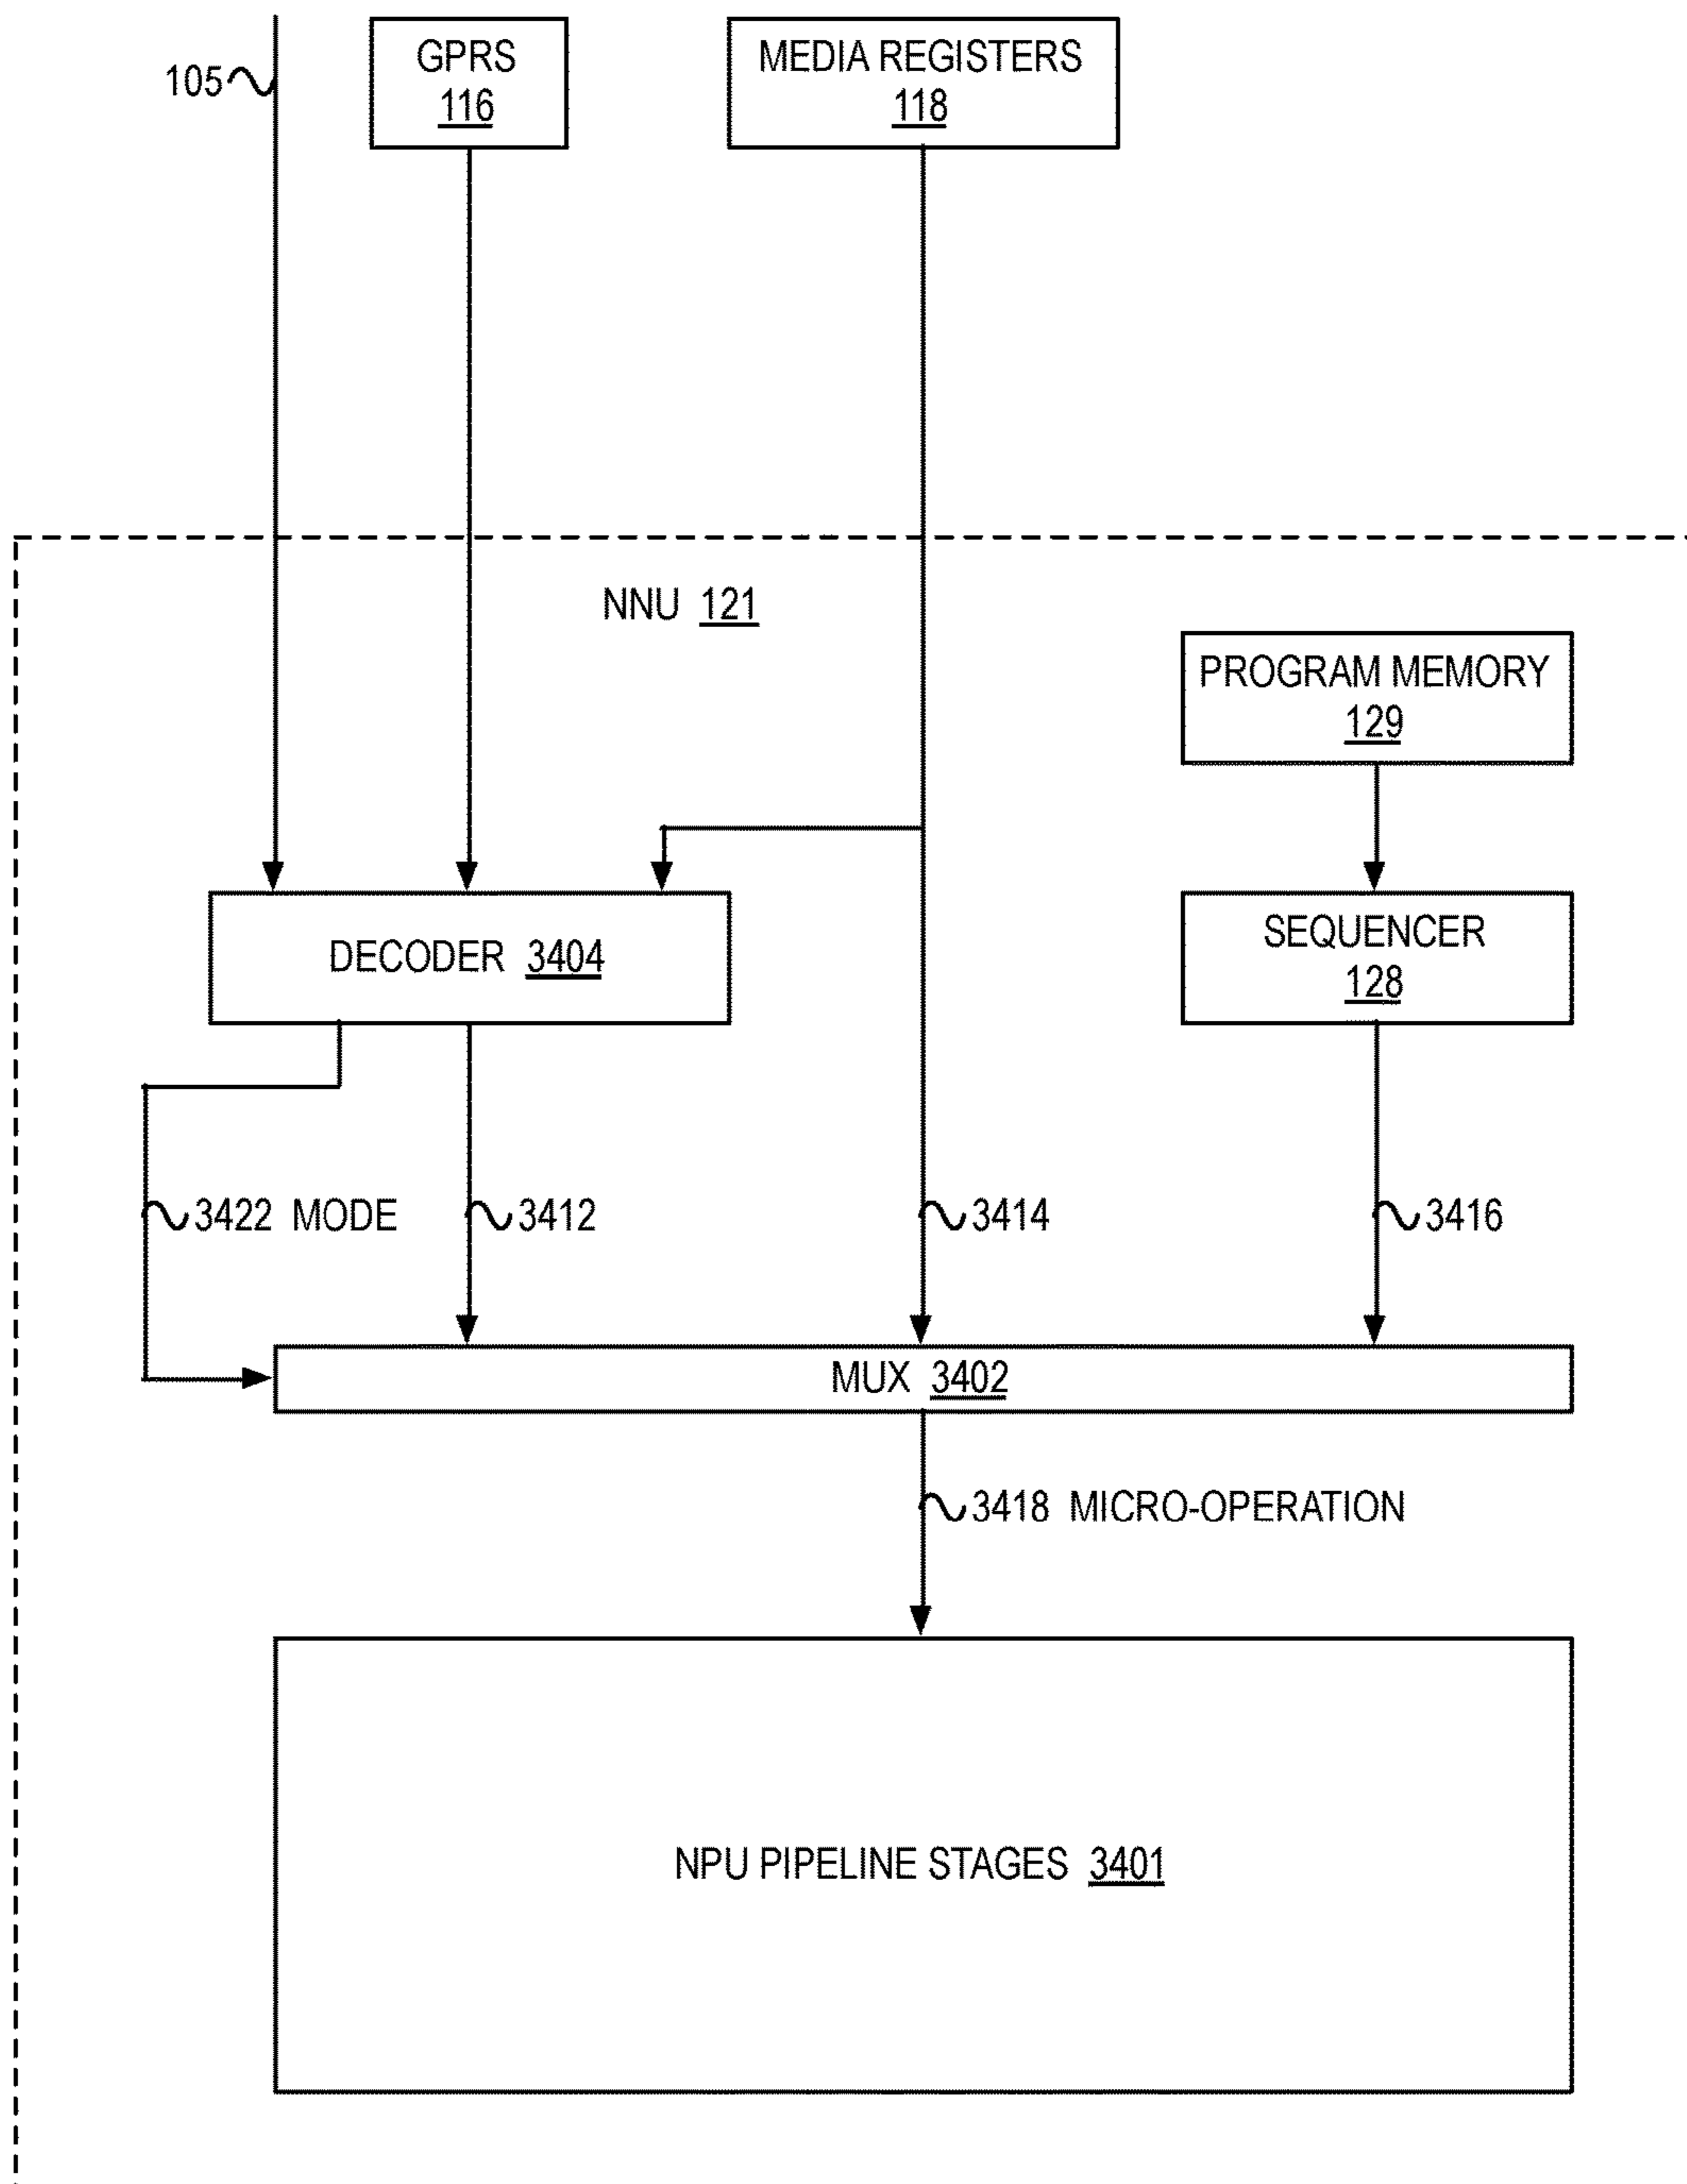 105
GPRS
116
MEDIA REGISTERS
118
NNU 121
PROGRAM MEMORY
129
DECODER 3404
SEQUENCER
128
3422 MODE
3412
3414
3416
MUX 3402
3418 MICRO-OPERATION
NPU PIPELINE STAGES 3401